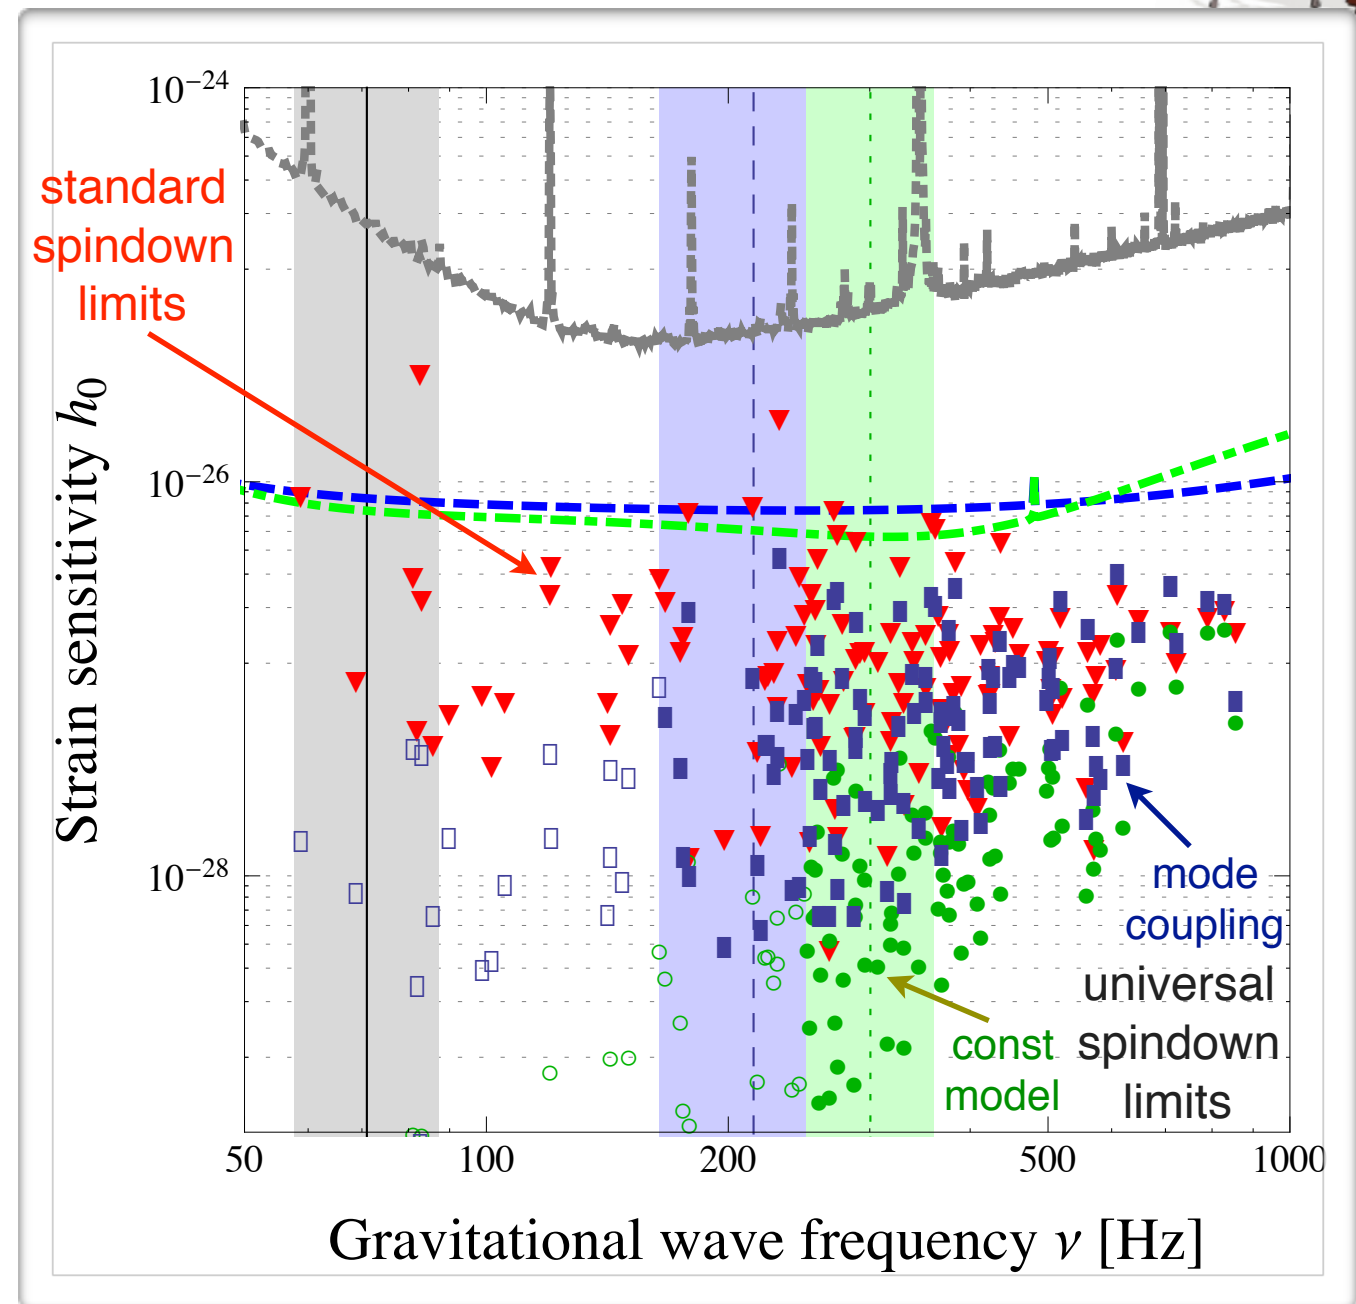 10−24
standard
spindown
limits
10−26
Strain sensitivity h0
10−28
mode
coupling
universal
const spindown
model limits
50 100 200 500 1000
Gravitational wave frequency ν [Hz]